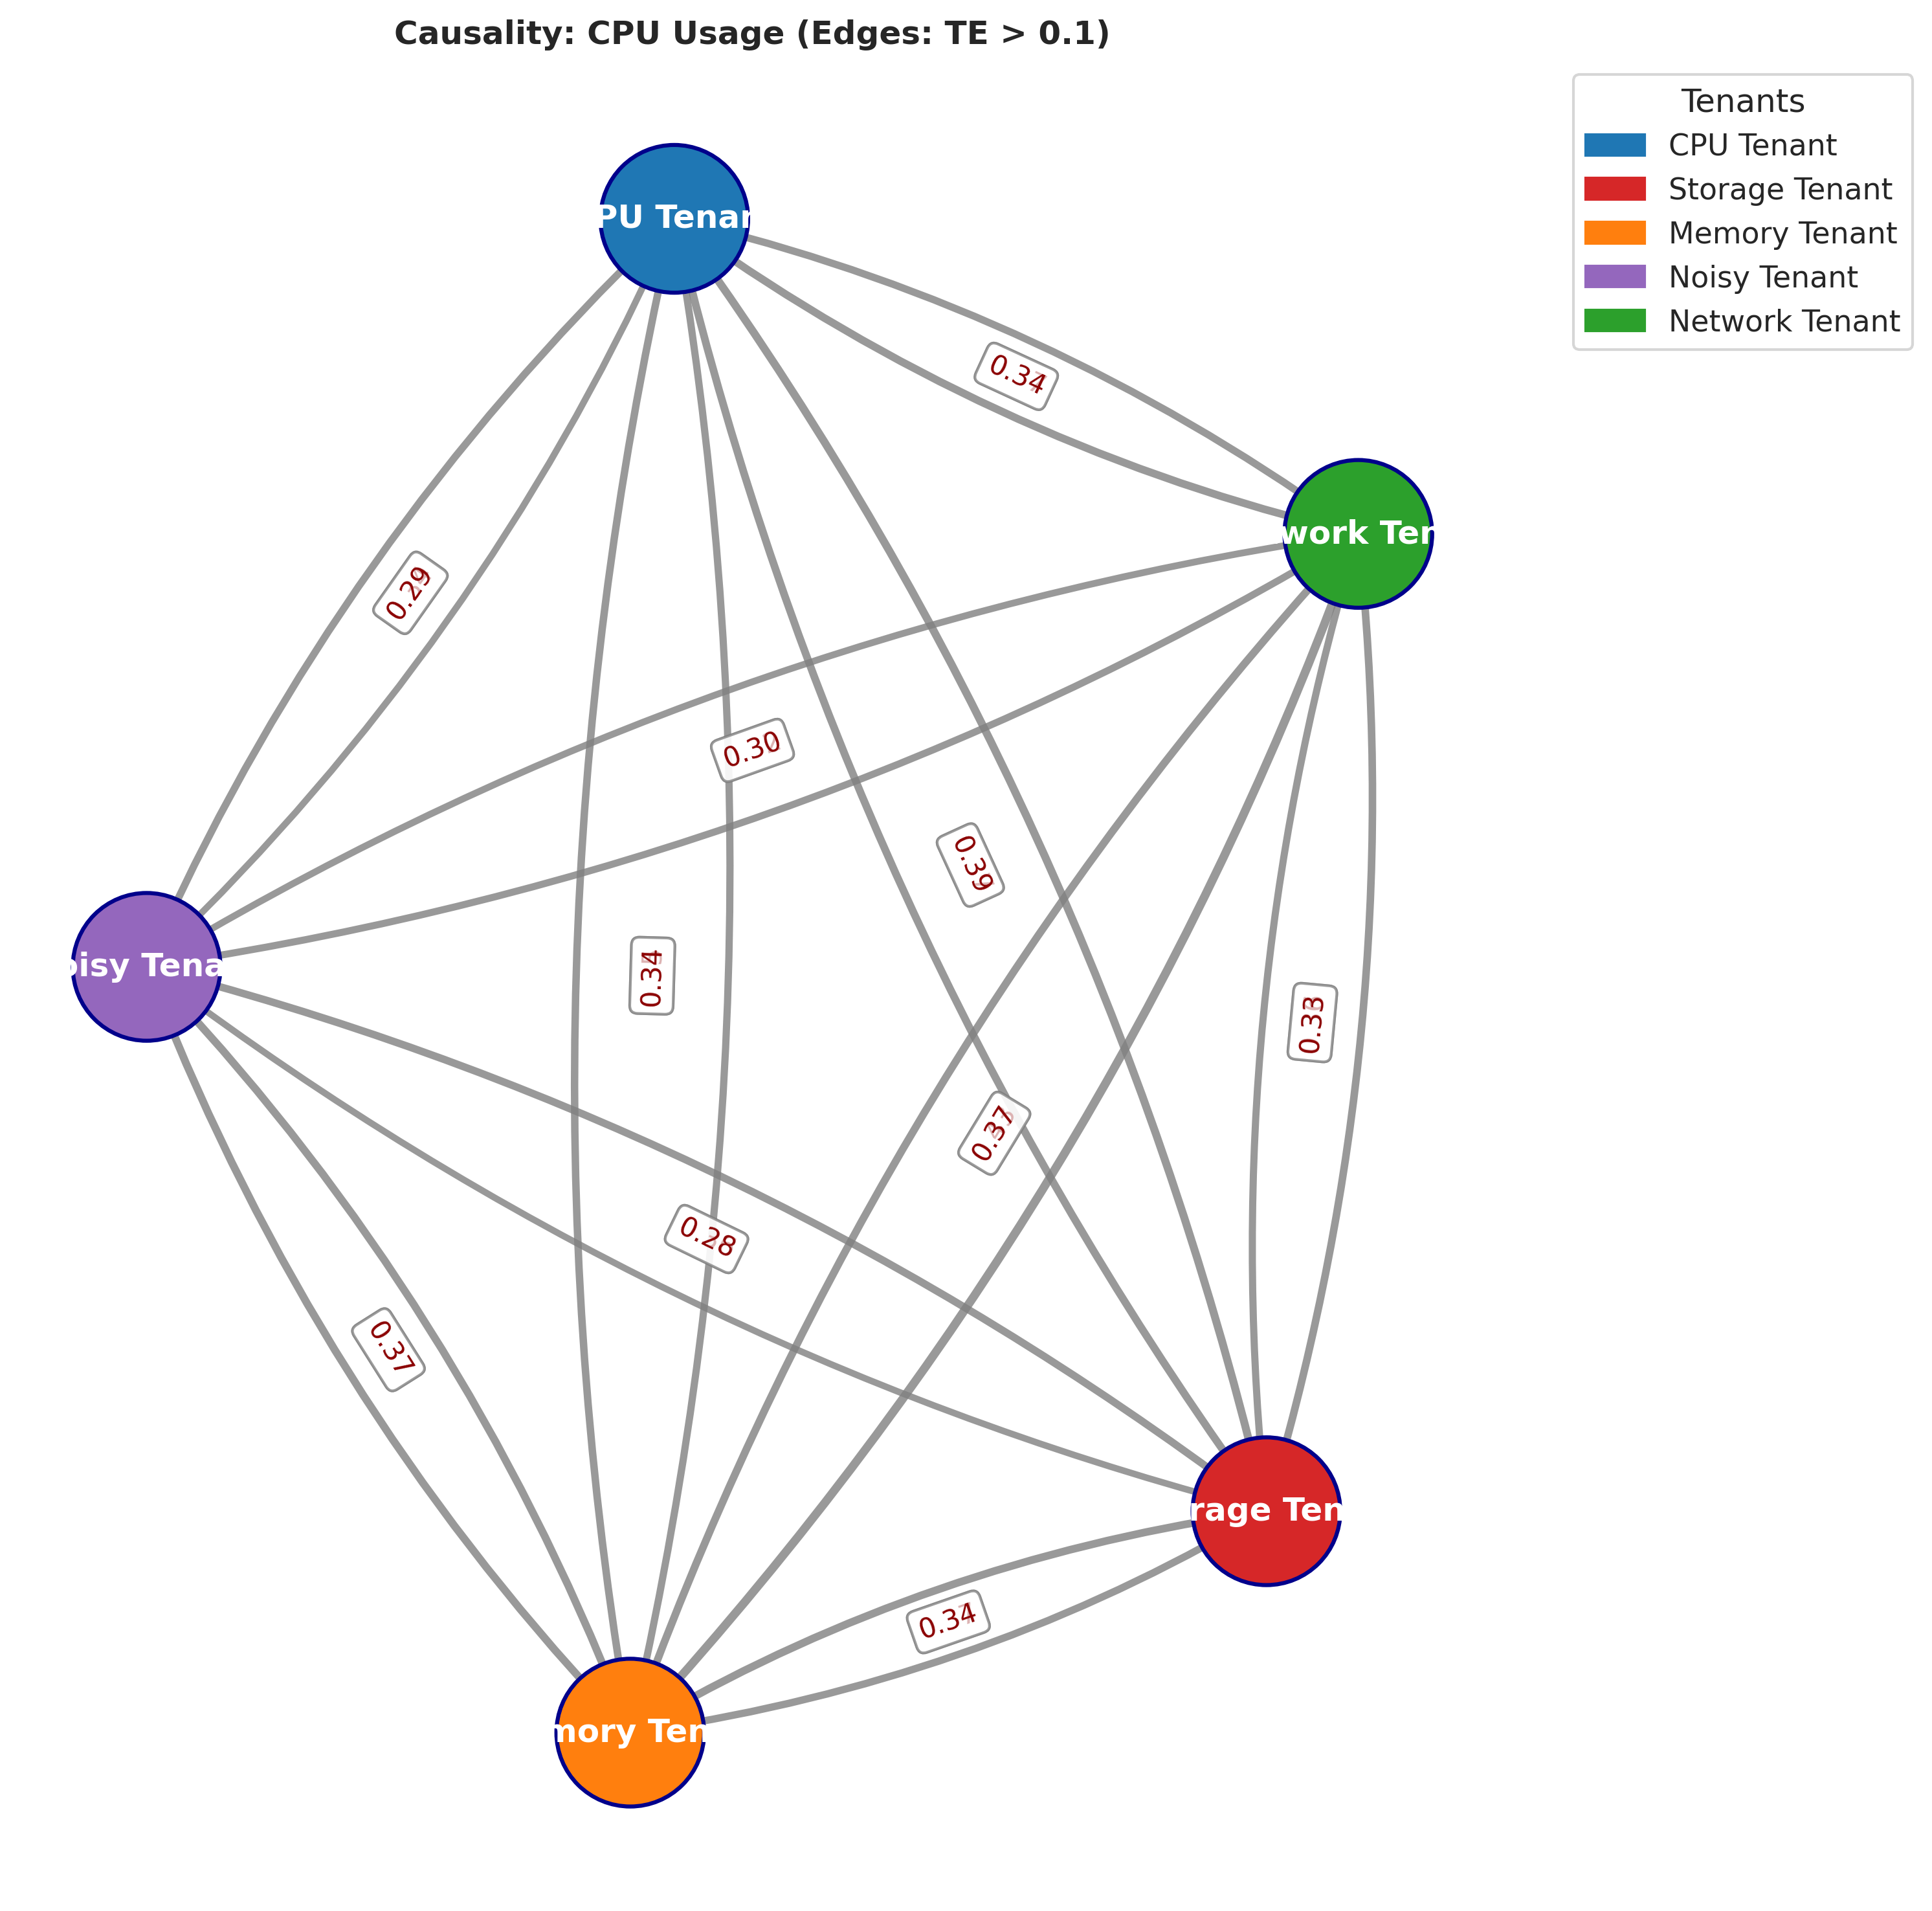 Causality: CPU Usage (Edges: TE > 0.1)
Tenants
CPU Tenant
Storage Tenant
Memory Tenant
Noisy Tenant
Network Tenant
PU Tenan
0.34
work Ten
0.29
0.30
0.39
oisy Tena
0.34
0.33
0.37
0.28
0.37
rage Ten
0.34
mory Ten